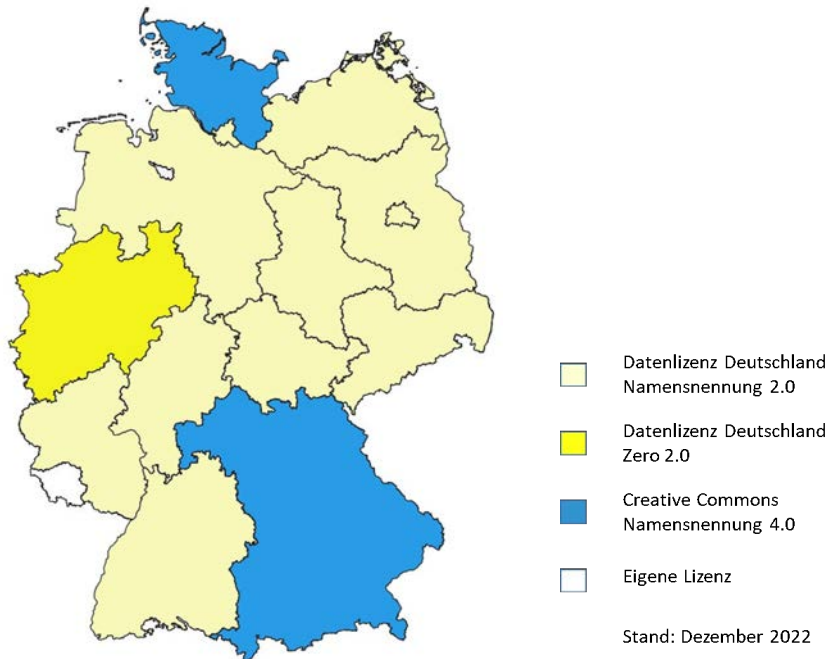 Datenlizenz Deutschland
Namensnennung 2.0
Datenlizenz Deutschland
Zero 2.0
Creative Commons
Namensnennung 4.0
Eigene Lizenz
Stand: Dezember 2022